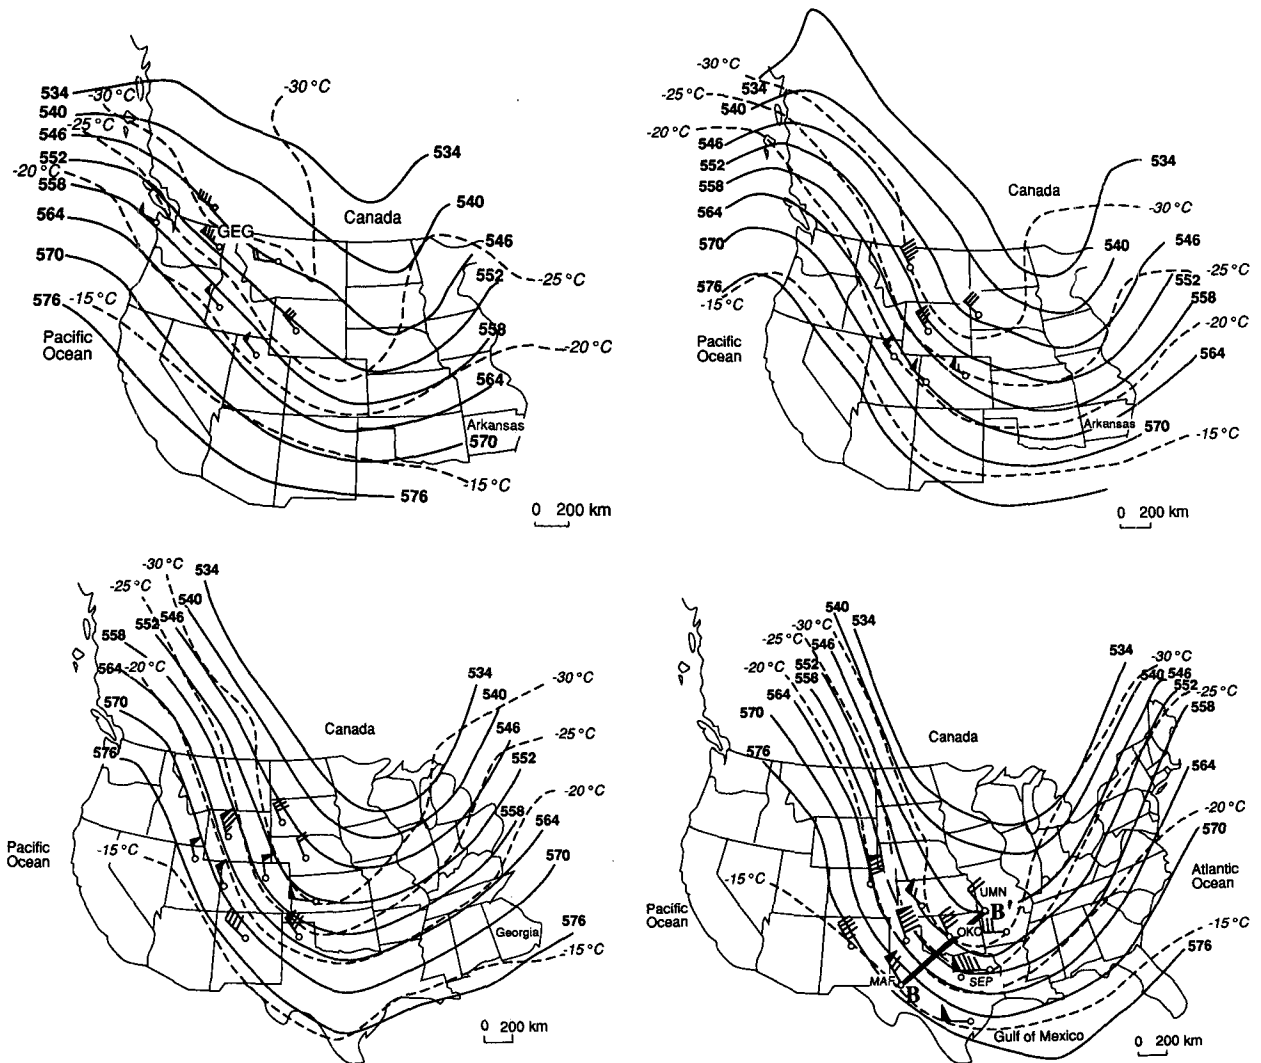 -30°C
534
-30°C
540
-25°C
546
552
-20°C
558
564
570
576
-15°C
GEG
Canada
534
540
546
552
-25°C
558
-20°C
564
Arkansas
570
-15°C
576
Pacific
Ocean
0 200 km
-30°C
534
-25°C
540
-20°C
546
552
558
564
570
576
-15°C
Canada
534
-30°C
540
546
-25°C
552
558
-20°C
564
Arkansas
570
-15°C
Pacific
Ocean
0 200 km
-30°C
534
-25°C
540
546
552
558
564
-20°C
570
576
Canada
534
-30°C
540
546
-25°C
552
-20°C
558
564
570
576
-15°C
Georgia
-15°C
Pacific
Ocean
0 200 km
540
-30°C
534
-25°C
546
552
-20°C
558
564
570
576
Canada
534
-30°C
540
546
552
-25°C
558
564
-20°C
570
Atlantic
Ocean
-15°C
576
-15°C
Pacific
Ocean
UMN
B'
OKC
MAF
SEP
B
Gulf of Mexico
0 200 km